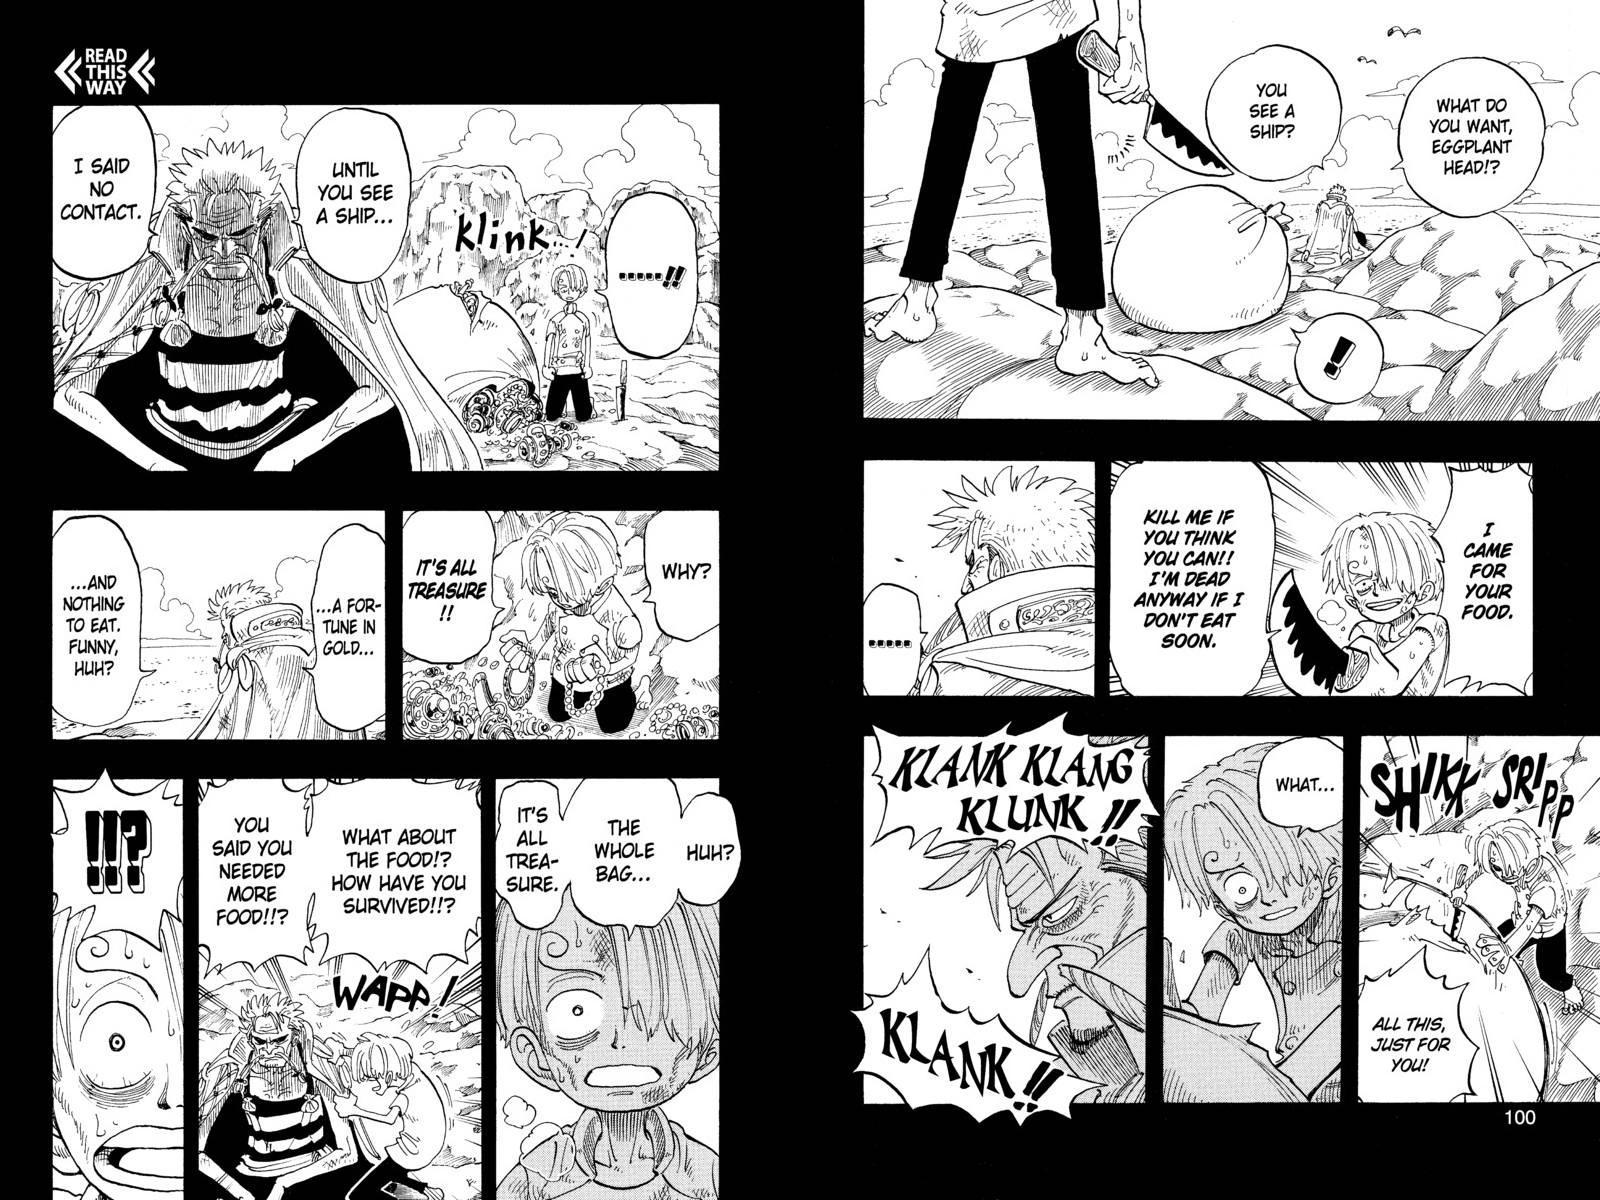 WHAT DO
YOU WANT,
EGGPLANT
HEAD!?
YOU
SEE A
SHIP?
!
I
CAME
FOR
YOUR
FOOD.
KILL ME IF
YOU THINK
YOU CAN!!
I'M DEAD
ANYWAY IF I
DON'T EAT
SOON.
......
SHIKK SRIPP
ALL THIS,
JUST FOR
YOU!
WHAT...
KLANK KLANG
KLUNK!!
KLANK!!
100
READ
THIS
WAY
......!!
Klink...!
UNTIL
YOU SEE
A SHIP...
I SAID
NO
CONTACT.
WHY?
IT'S ALL
TREASURE
!!
...A FOR-
TUNE IN
GOLD...
...AND
NOTHING
TO EAT.
FUNNY,
HUH?
HUH?
THE
WHOLE
BAG...
IT'S
ALL
TREA-
SURE.
WHAT ABOUT
THE FOOD!?
HOW HAVE YOU
SURVIVED!!?
YOU
SAID YOU
NEEDED
MORE
FOOD!!?
WAPP!
!!?